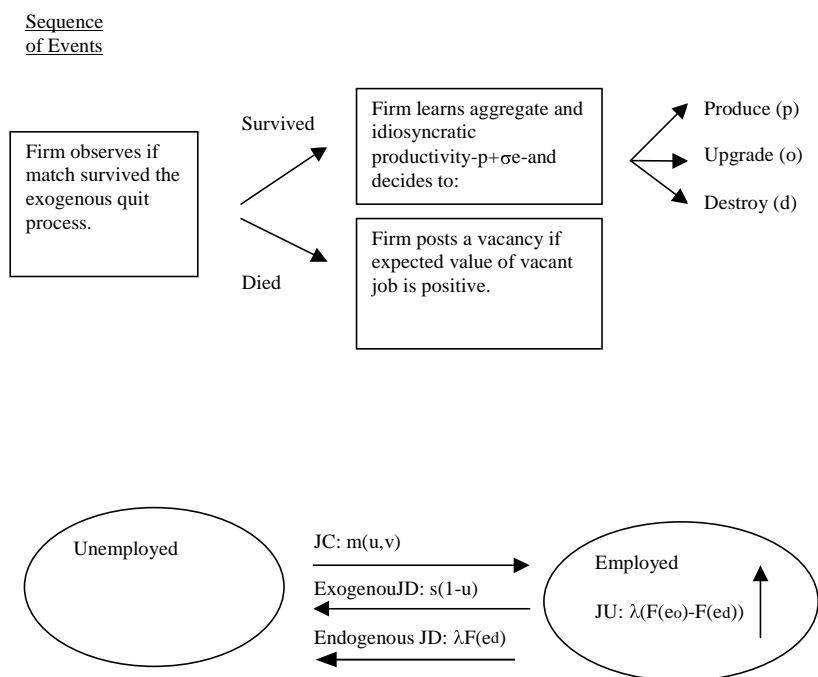 Sequence
of Events
Firm observes if
match survived the
exogenous quit
process.
Survived
Died
Firm learns aggregate and
idiosyncratic
productivity-p+σe-and
decides to:
Firm posts a vacancy if
expected value of vacant
job is positive.
Produce (p)
Upgrade (o)
Destroy (d)
Unemployed
JC: m(u,v)
ExogenouJD: s(1-u)
Endogenous JD: λF(ed)
Employed
JU: λ(F(eo)-F(ed))